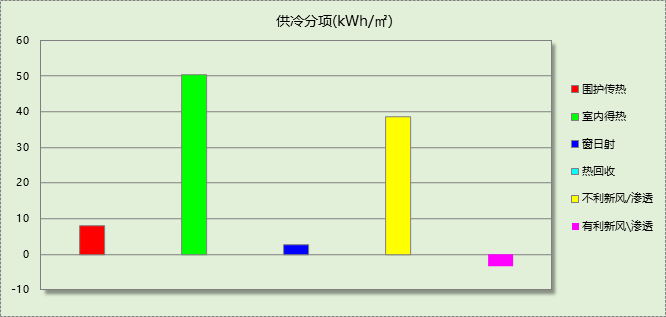 供冷分项(kWh/㎡)
60
50
40
30
20
10
0
-10
围护传热
室内得热
窗日射
热回收
不利新风/渗透
有利新风\渗透